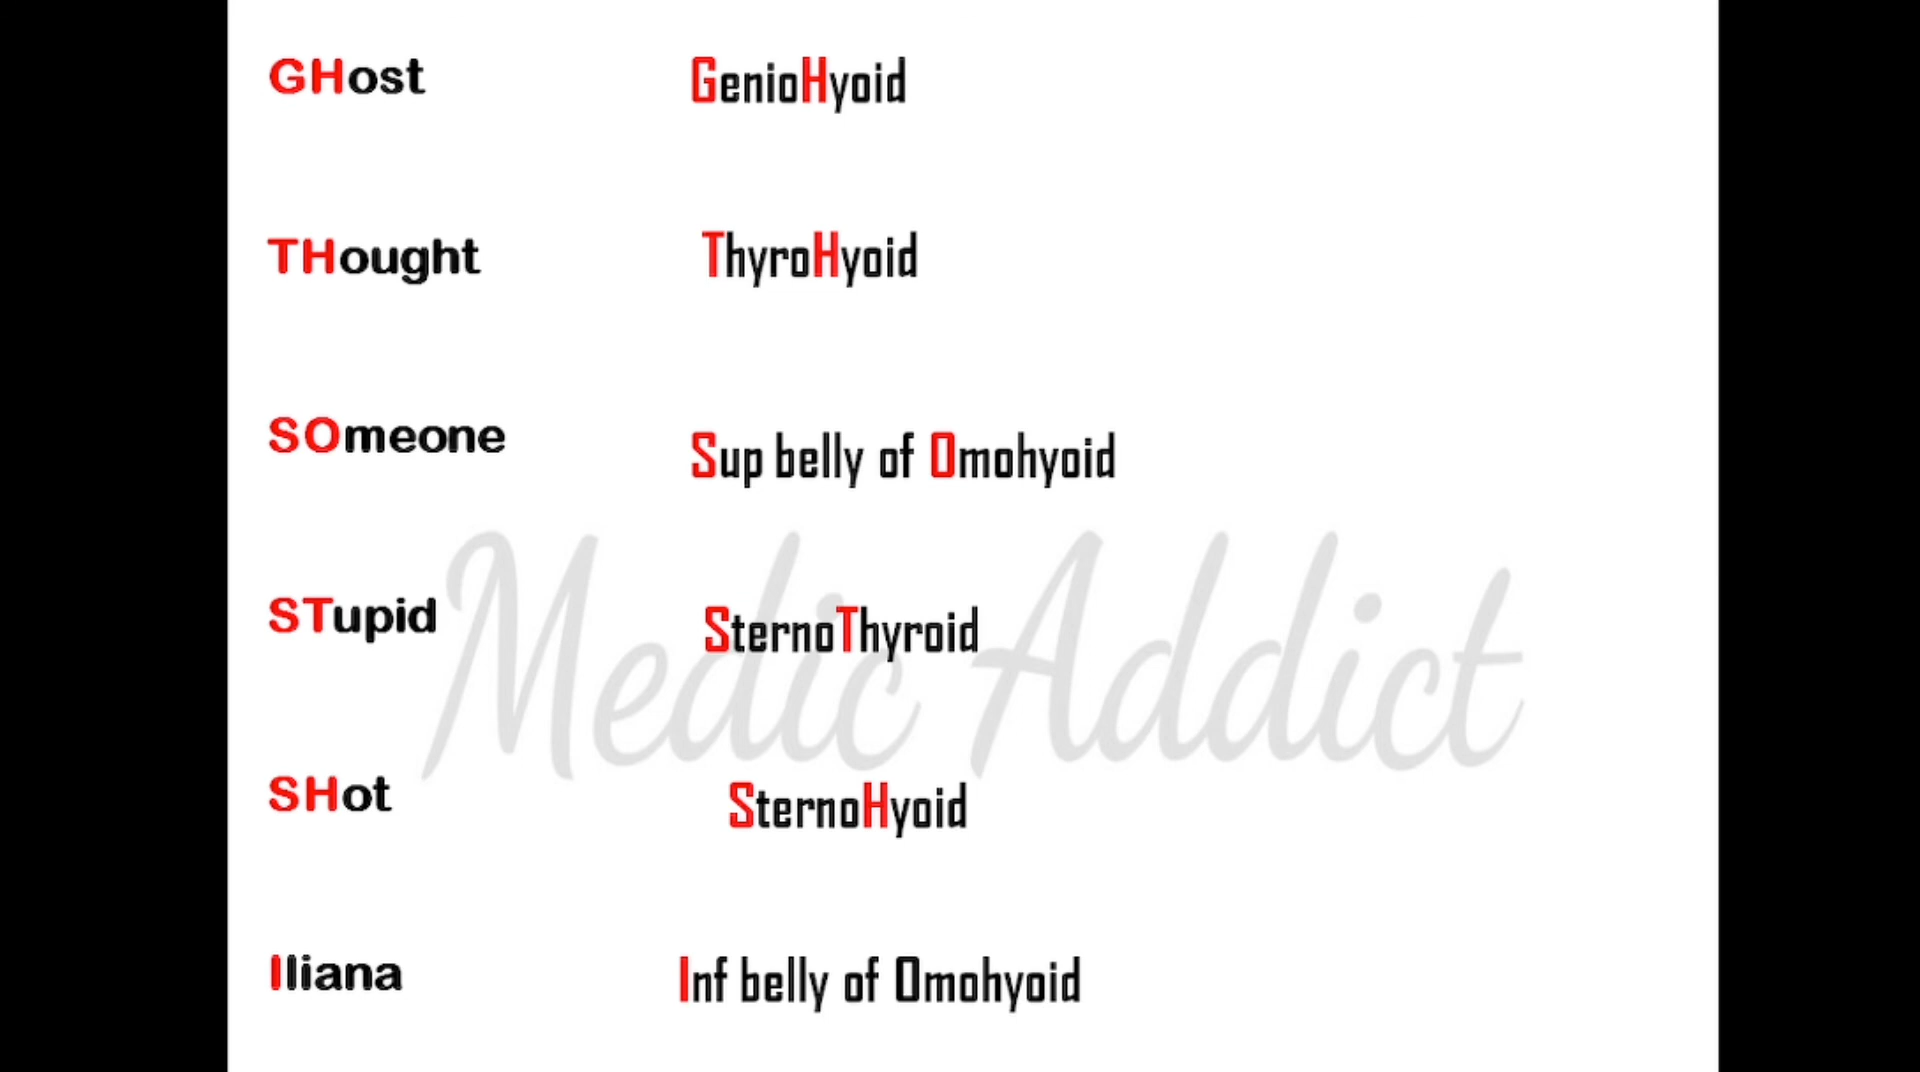 GHost GenioHyoid
THought ThyroHyoid
SOmeone Sup belly of Omohyoid
STupid SternoThyroid
SHot SternoHyoid
Iliana Inf belly of Omohyoid
Medic Addict